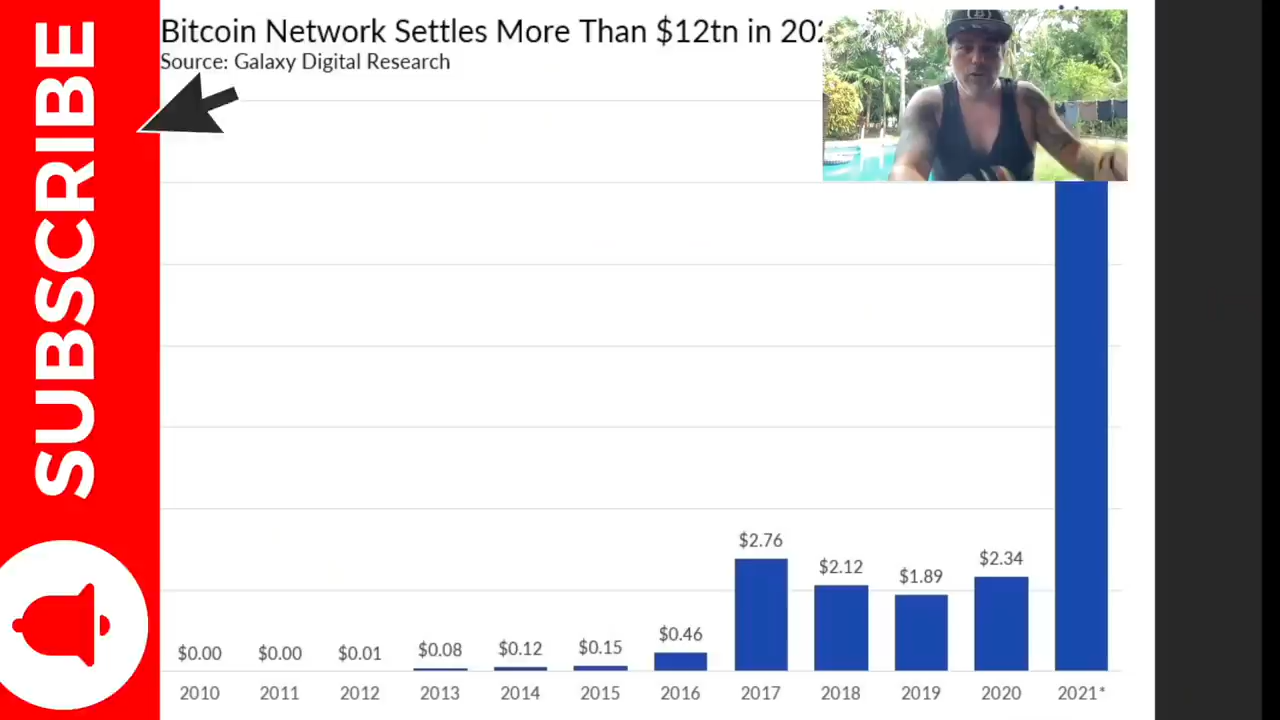 SUBSCRIBE
Bitcoin Network Settles More Than $12tn in
Source: Galaxy Digital Research
$2.76
$2.34
$2.12
$1.89
$0.46
$0.15
$0.12
$0.08
$0.00 $0.00 $0.01
2010 2011 2012 2013 2014 2015 2016 2017 2018 2019 2020 2021*